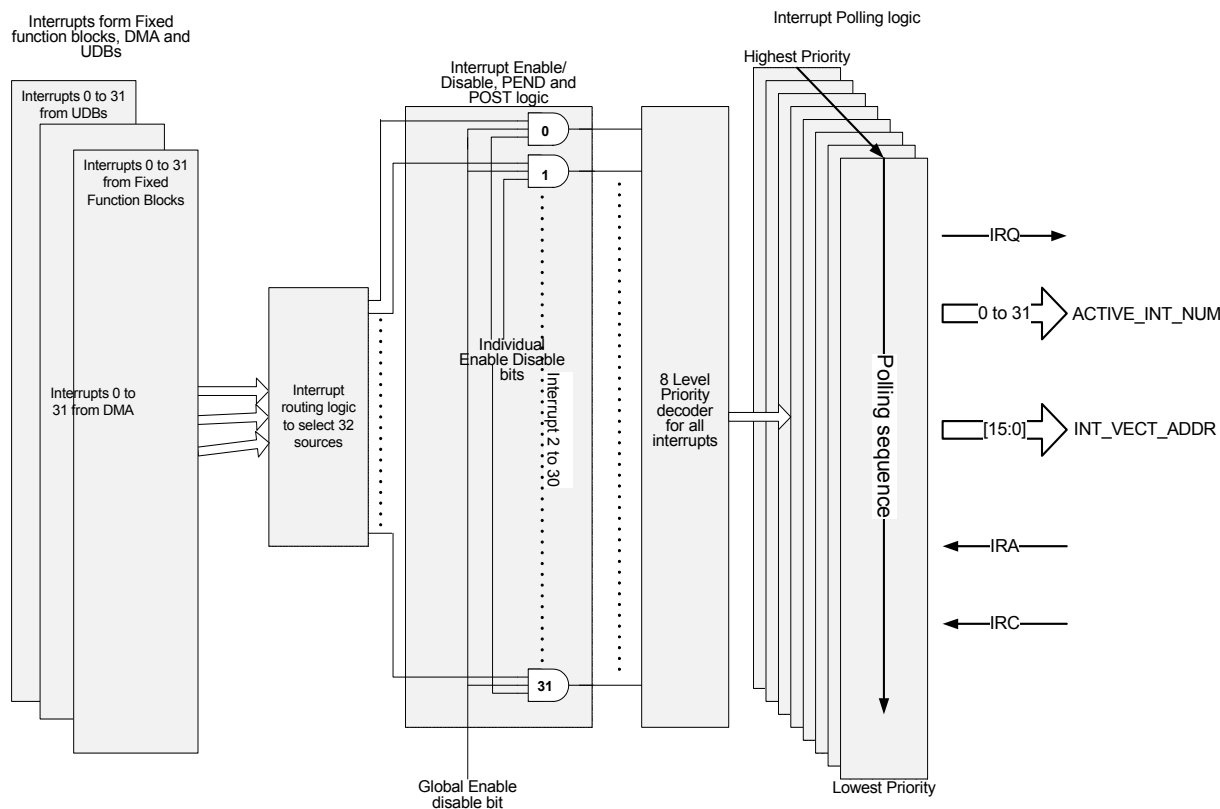 Interrupts form Fixed
function blocks, DMA and
UDBs
Interrupts 0 to 31
from UDBs
Interrupts 0 to 31
from Fixed
Function Blocks
Interrupts 0 to
31 from DMA
Interrupt
routing logic
to select 32
sources
Interrupt Enable/
Disable, PEND and
POST logic
0
1
Individual
Enable Disable
bits
Interrupt 2 to 30
31
Global Enable
disable bit
8 Level
Priority
decoder
for all
interrupts
Interrupt Polling logic
Highest Priority
Polling sequence
Lowest Priority
IRQ
0 to 31
ACTIVE_INT_NUM
[15:0]
INT_VECT_ADDR
IRA
IRC